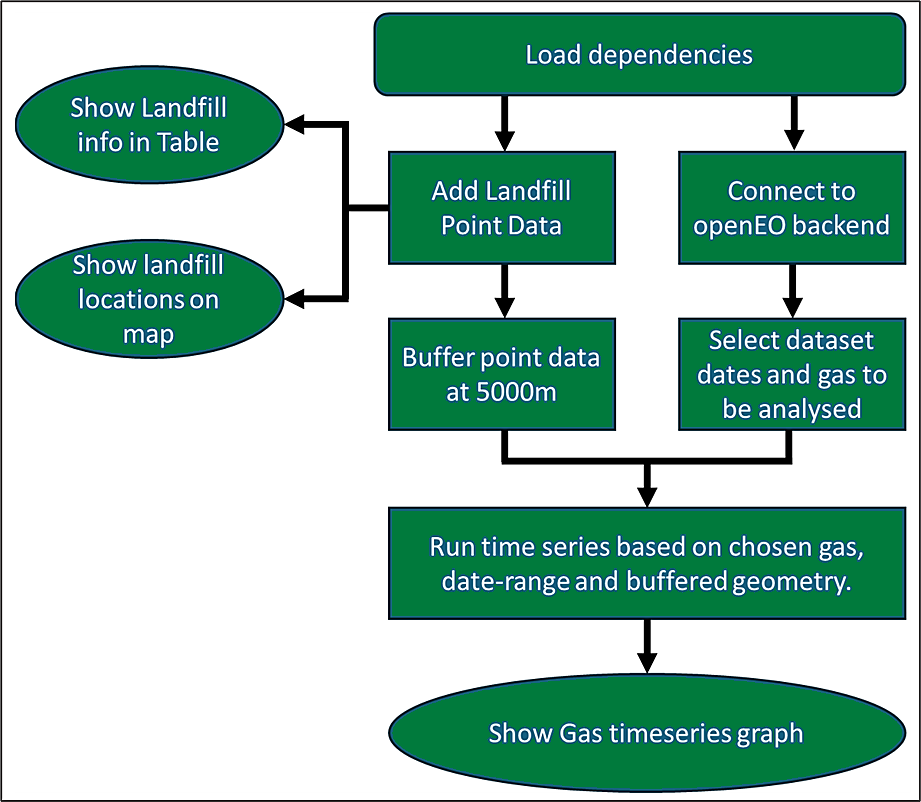 Load dependencies
Show Landfill
info in Table
Add Landfill
Point Data
Connect to
openEO backend
Show landfill
locations on
map
Buffer point data
at 5000m
Select dataset
dates and gas to
be analysed
Run time series based on chosen gas,
date-range and buffered geometry.
Show Gas timeseries graph